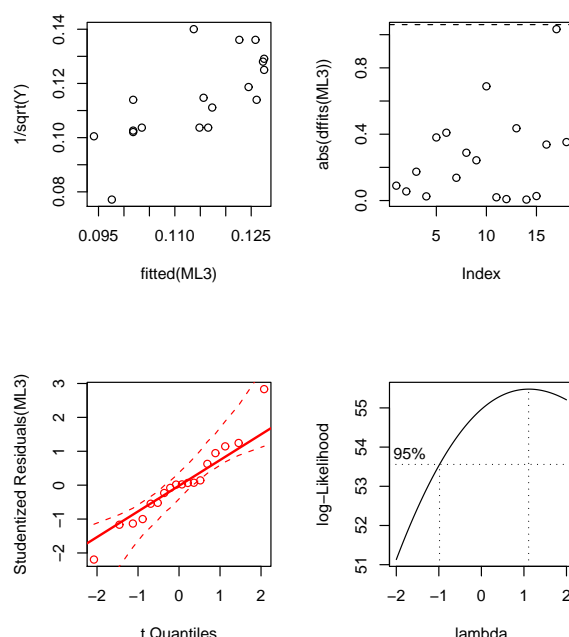 0.14
0.12
0.10
0.08
1/sqrt(Y)
0.095 0.110 0.125
fitted(ML3)
0.8
0.4
0.0
abs(dffits(ML3))
5 10 15
Index
3
2
1
0
−1
−2
Studentized Residuals(ML3)
−2 −1 0 1 2
t Quantiles
55
54
53
52
51
log−Likelihood
95%
−2 −1 0 1 2
lambda